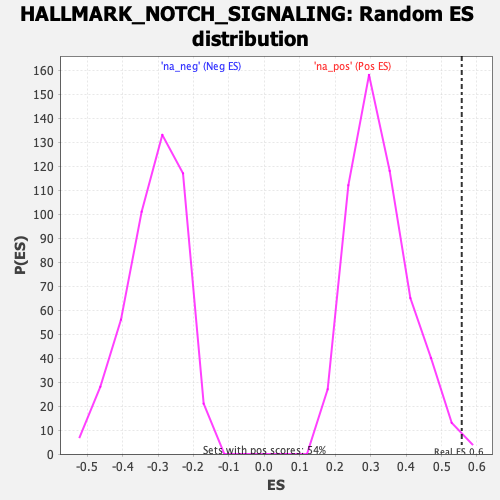 HALLMARK_NOTCH_SIGNALING: Random ES
distribution
'na_neg' (Neg ES)
'na_pos' (Pos ES)
160
150
140
130
120
110
100
90
80
70
60
50
40
30
20
10
0
P(ES)
Sets with pos scores: 54%
Real ES 0.6
-0.5 -0.4 -0.3 -0.2 -0.1 0.0 0.1 0.2 0.3 0.4 0.5 0.6
ES